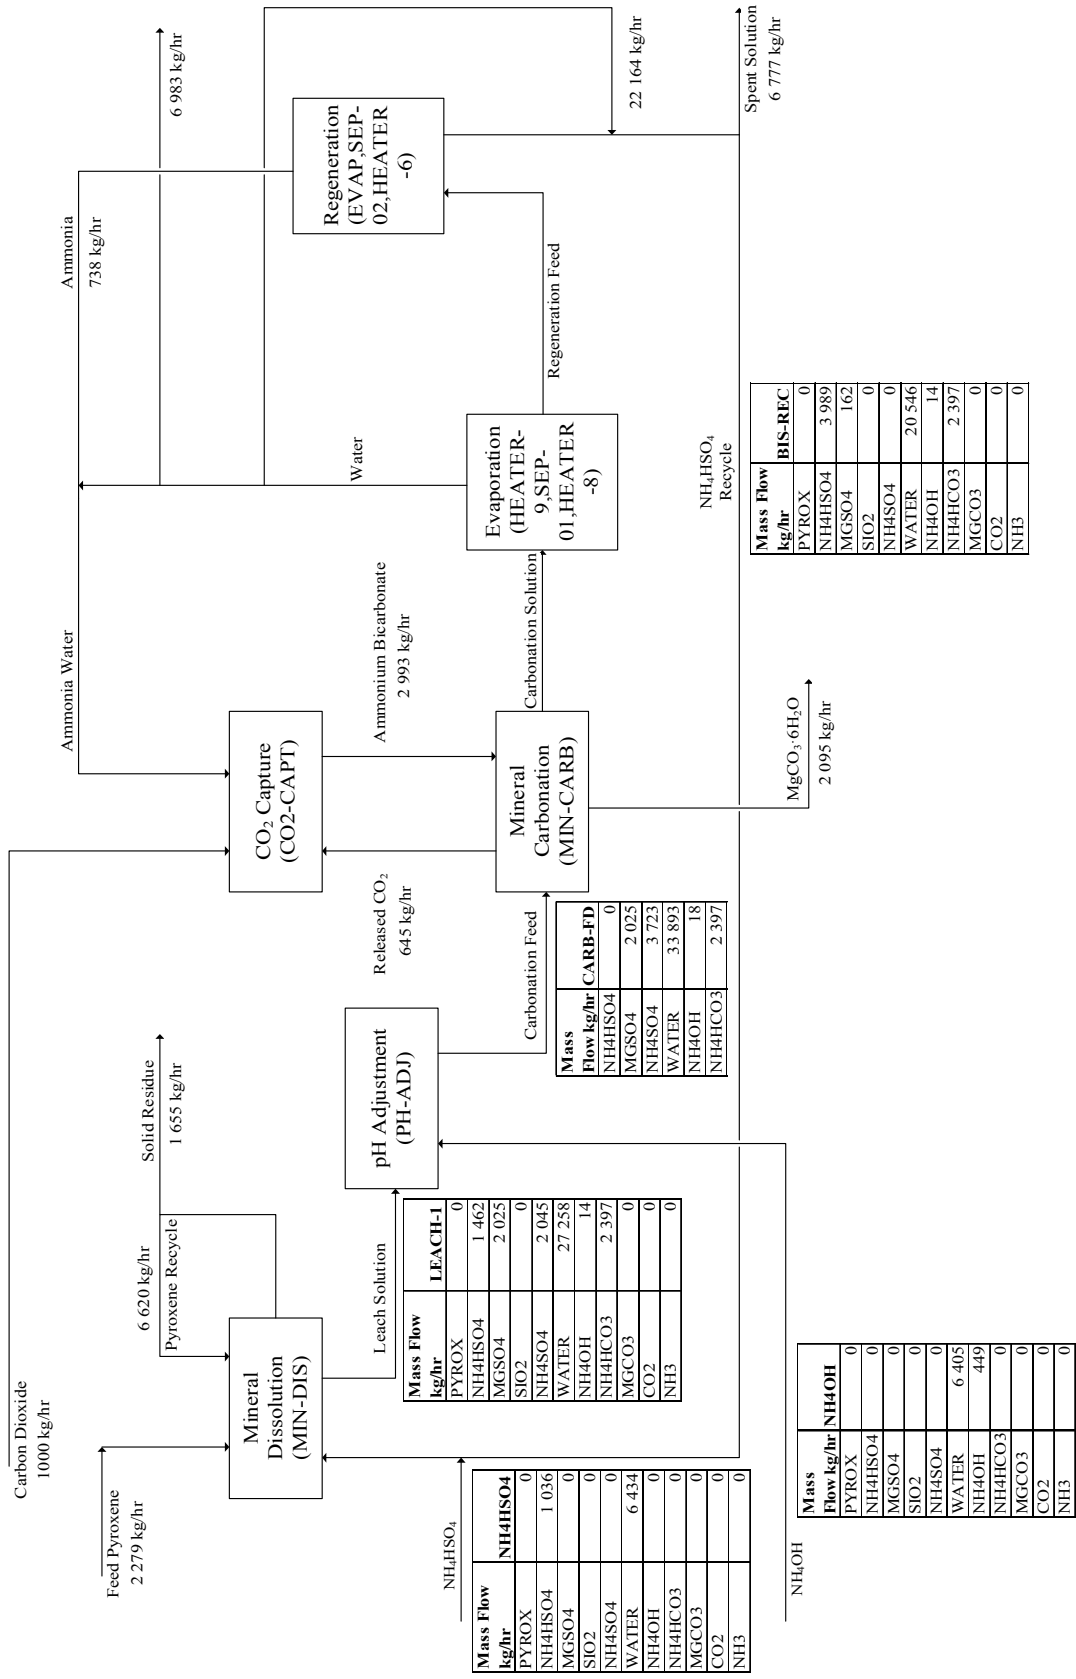 Carbon Dioxide
1000 kg/hr
Feed Pyroxene
2 279 kg/hr
6 620 kg/hr
Pyroxene Recycle
Solid Residue
1 655 kg/hr
Mineral
Dissolution
(MIN-DIS)
Leach Solution
pH Adjustment
(PH-ADJ)
Carbonation Feed
Released CO₂
645 kg/hr
CO₂ Capture
(CO2-CAPT)
Ammonia Water
Ammonium Bicarbonate
2 993 kg/hr
Mineral
Carbonation
(MIN-CARB)
Carbonation Solution
MgCO₃·6H₂O
2 095 kg/hr
Evaporation
(HEATER-
9,SEP-
01,HEATER
-8)
Water
Regeneration Feed
Ammonia
738 kg/hr
6 983 kg/hr
Regeneration
(EVAP,SEP-
02,HEATER
-6)
22 164 kg/hr
Spent Solution
6 777 kg/hr
NH₄HSO₄
Recycle
NH₄HSO₄
NH₄OH
Mass Flow
kg/hr NH4HSO4
PYROX 0
NH4HSO4 1 036
MGSO4 0
SIO2 0
NH4SO4 0
WATER 6 434
NH4OH 0
NH4HCO3 0
MGCO3 0
CO2 0
NH3 0
Mass Flow
kg/hr LEACH-1
PYROX 0
NH4HSO4 1 462
MGSO4 2 025
SIO2 0
NH4SO4 2 045
WATER 27 258
NH4OH 14
NH4HCO3 2 397
MGCO3 0
CO2 0
NH3 0
Mass
Flow kg/hr NH4OH
PYROX 0
NH4HSO4 0
MGSO4 0
SIO2 0
NH4SO4 0
WATER 6 405
NH4OH 449
NH4HCO3 0
MGCO3 0
CO2 0
NH3 0
Mass
Flow kg/hr CARB-FD
NH4HSO4 0
MGSO4 2 025
NH4SO4 3 723
WATER 33 893
NH4OH 18
NH4HCO3 2 397
Mass Flow
kg/hr BIS-REC
PYROX 0
NH4HSO4 3 989
MGSO4 162
SIO2 0
NH4SO4 0
WATER 20 546
NH4OH 14
NH4HCO3 2 397
MGCO3 0
CO2 0
NH3 0